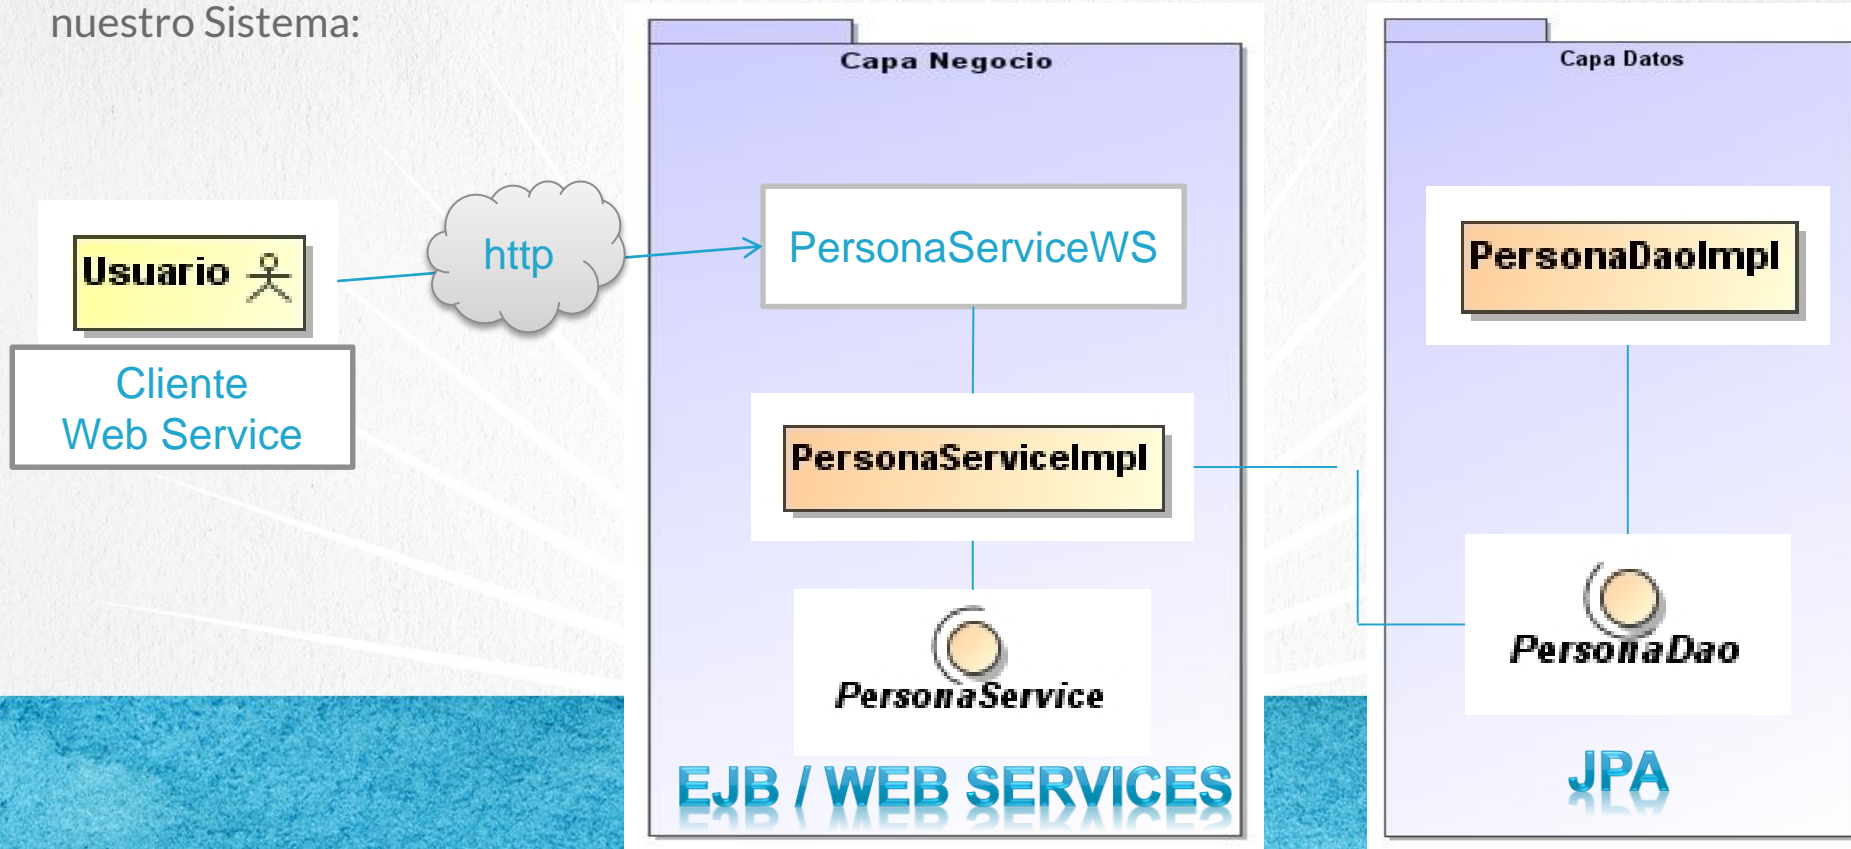 nuestro Sistema:
Capa Negocio
Capa Datos
Usuario
http
PersonaServiceWS
PersonaDaoImpl
Cliente
Web Service
PersonaServiceImpl
PersonaService
PersonaDao
EJB / WEB SERVICES
JPA